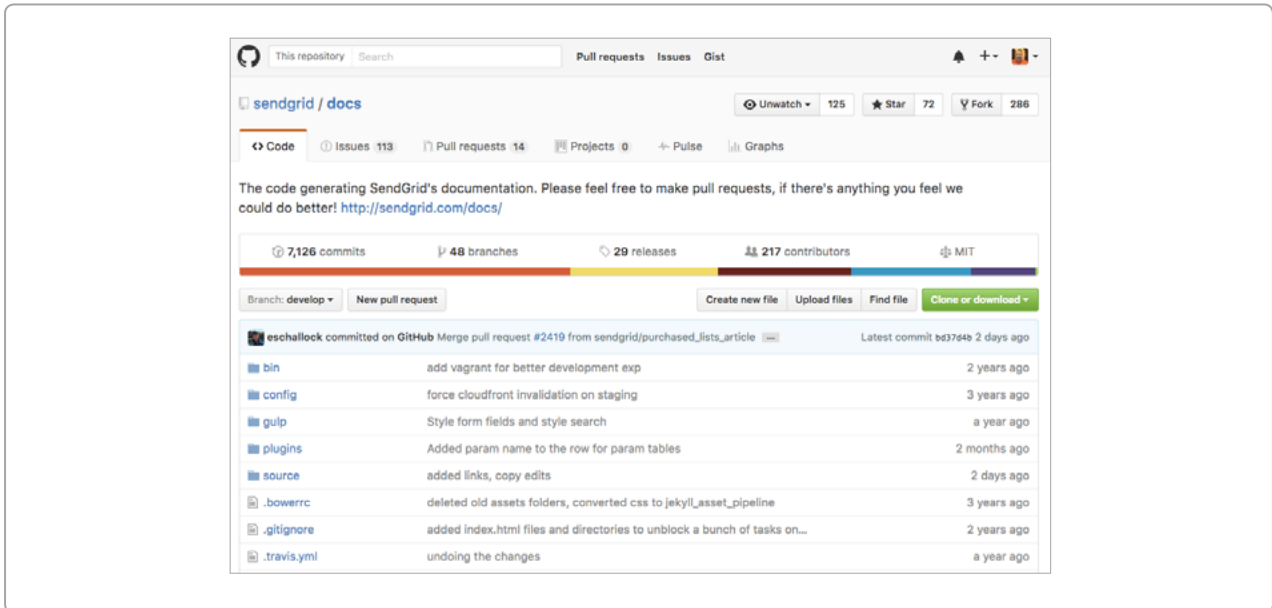 This repository Search Pull requests Issues Gist
sendgrid / docs Unwatch 125 Star 72 Fork 286
Code Issues 113 Pull requests 14 Projects 0 Pulse Graphs
The code generating SendGrid's documentation. Please feel free to make pull requests, if there's anything you feel we
could do better! http://sendgrid.com/docs/
7,126 commits 48 branches 29 releases 217 contributors MIT
Branch: develop New pull request Create new file Upload files Find file Clone or download
eschallock committed on GitHub Merge pull request #2419 from sendgrid/purchased_lists_article ... Latest commit bd37d4b 2 days ago
bin add vagrant for better development exp 2 years ago
config force cloudfront invalidation on staging 3 years ago
gulp Style form fields and style search a year ago
plugins Added param name to the row for param tables 2 months ago
source added links, copy edits 2 days ago
.bowerrc deleted old assets folders, converted css to jekyll_asset_pipeline 3 years ago
.gitignore added index.html files and directories to unblock a bunch of tasks on... 2 years ago
.travis.yml undoing the changes a year ago